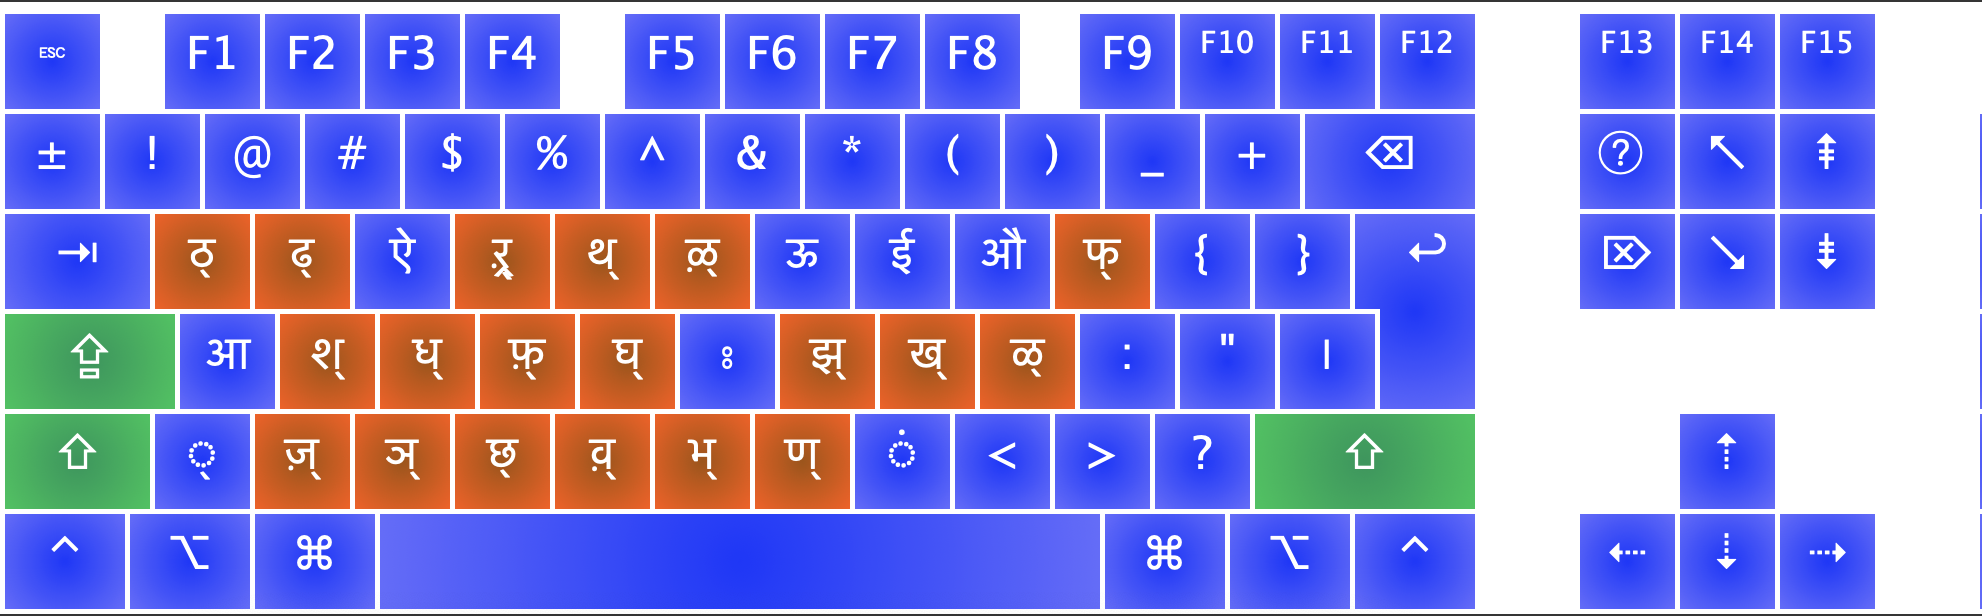 ESC F1 F2 F3 F4 F5 F6 F7 F8 F9 F10 F11 F12 F13 F14 F15
± ! @ # $ % ^ & * ( ) _ + ⌫ ? ↖ ⇞
⇥ ठ् ढ् ऐ ऱ् थ् ऴ् ऊ ई औ फ् { } ↩ ⌦ ↘ ⇟
⇪ आ श् ध् फ़् घ् ः झ् ख् ळ् : " |
⇧ ् ज़् ञ् छ् व़् भ् ण् ं < > ? ⇧ ⇡
^ ⌥ ⌘ ⌘ ⌥ ^ ⇠ ⇣ ⇢